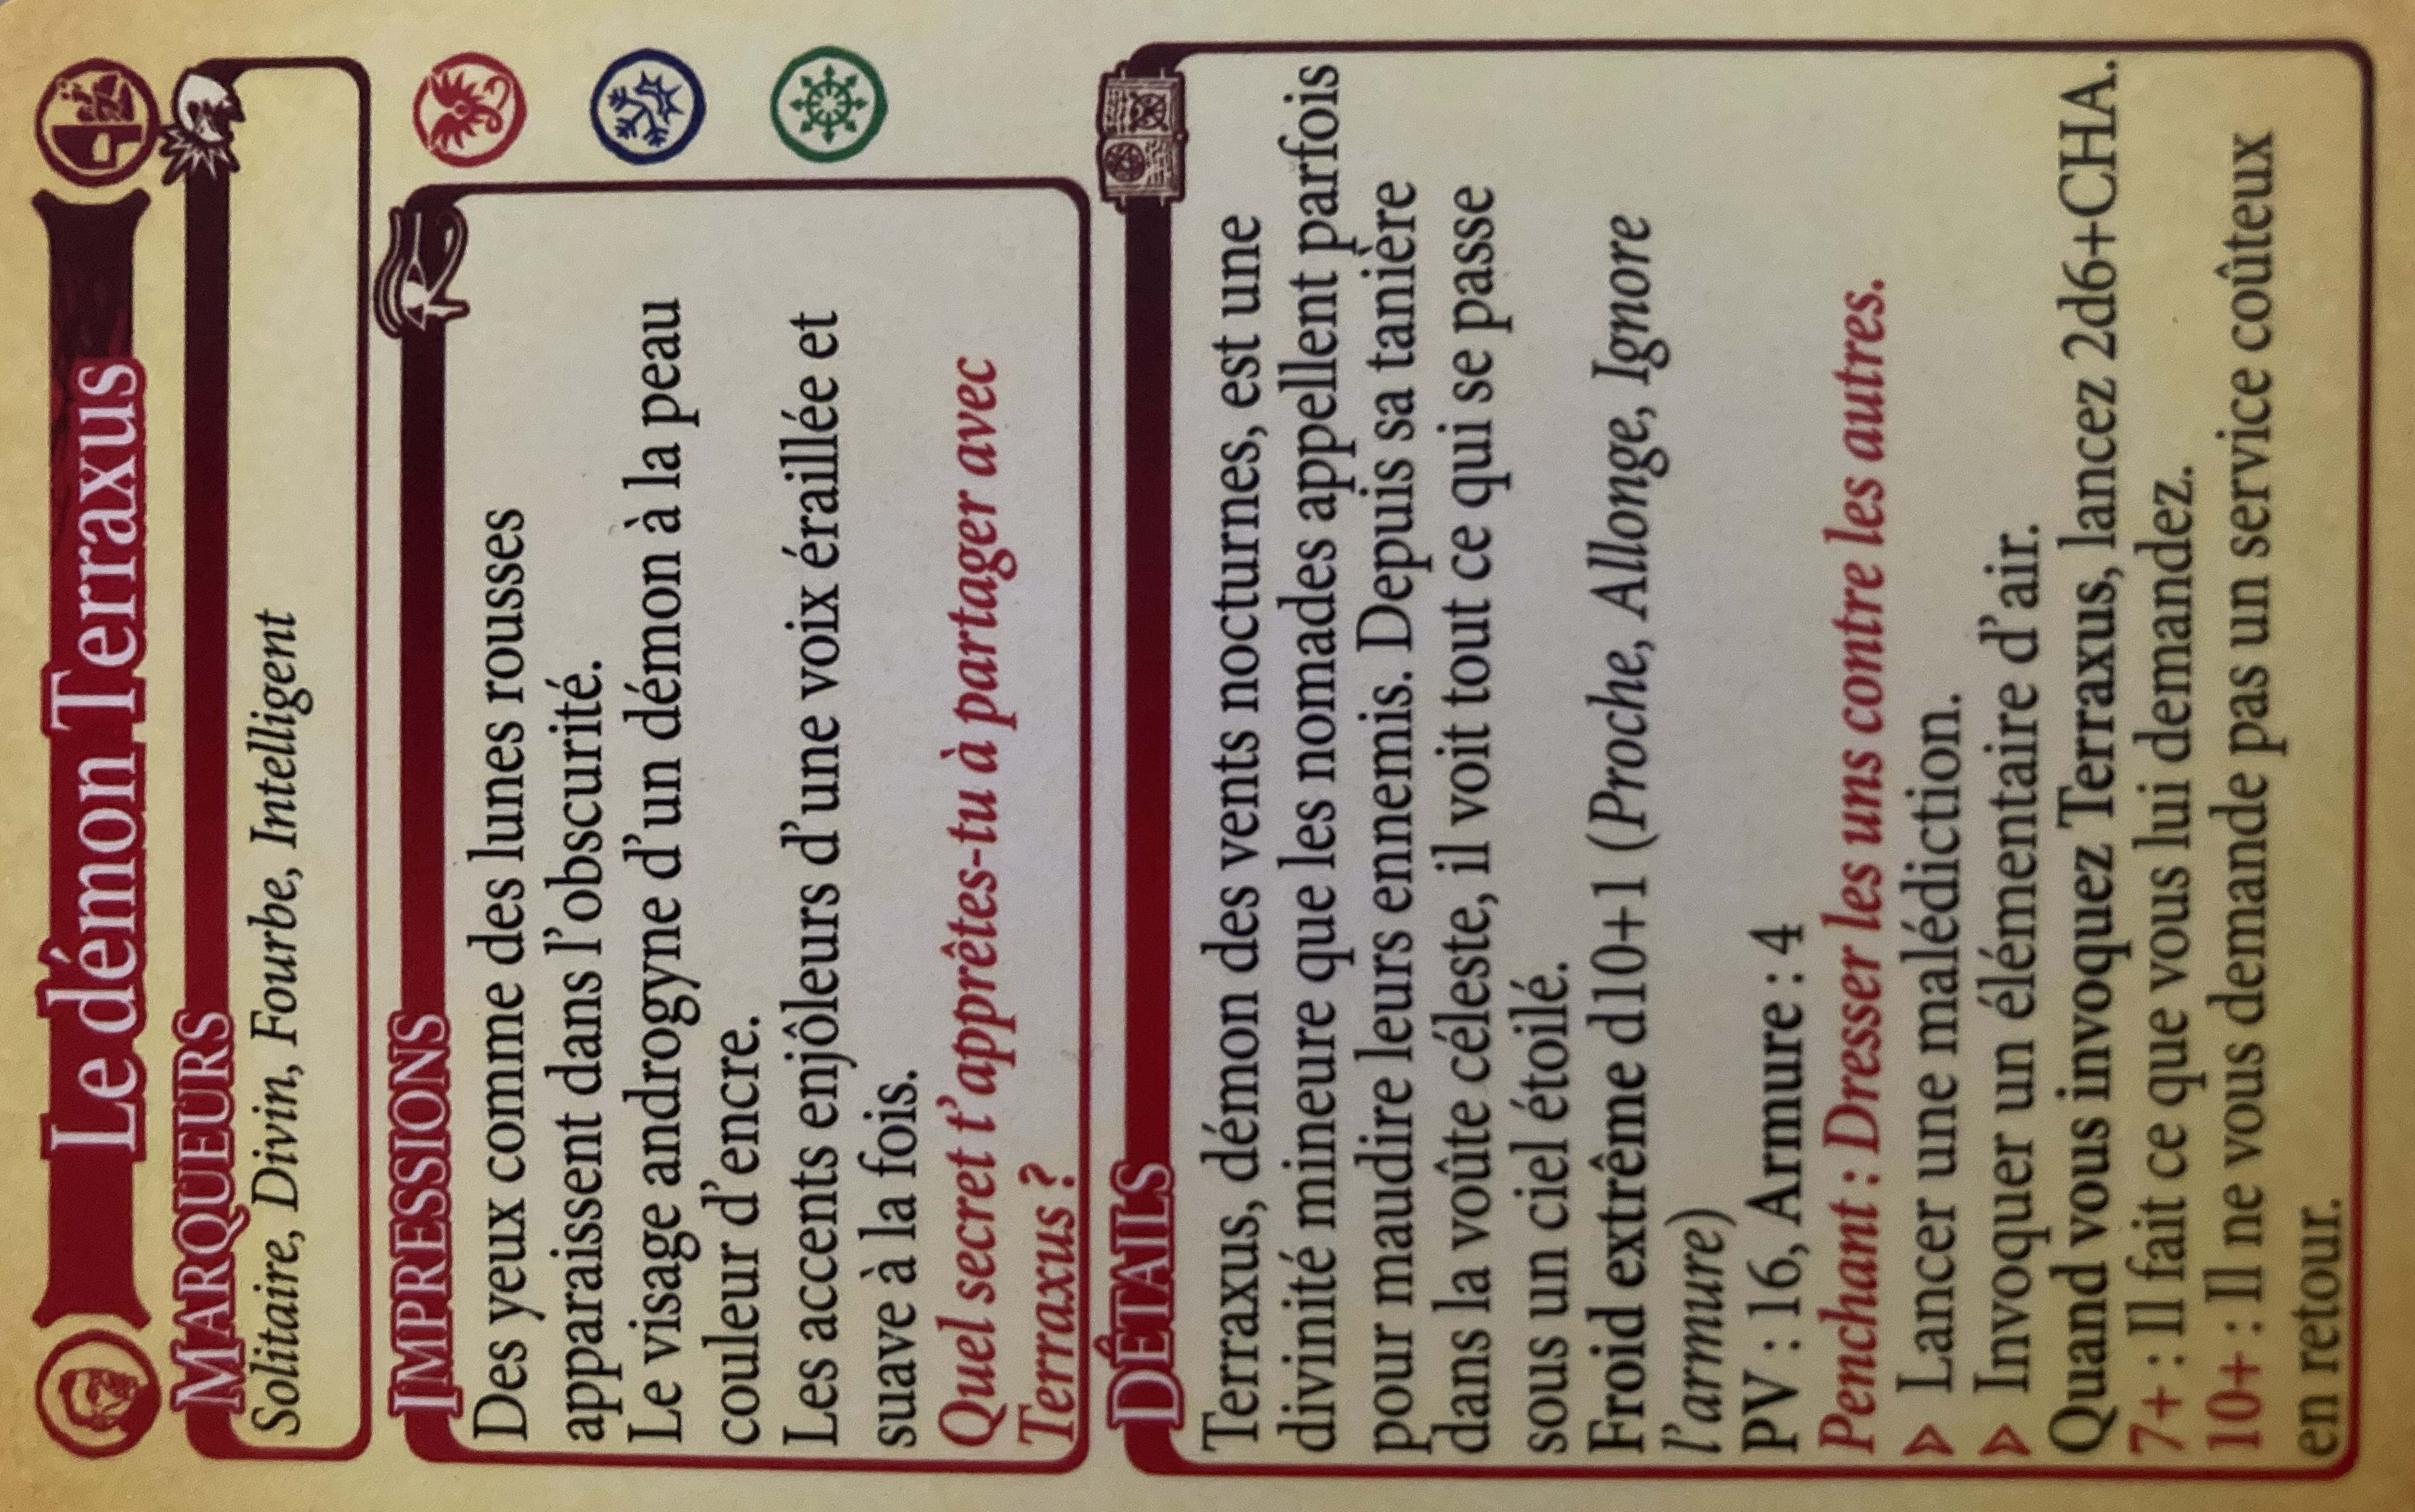 Le démon Terraxus
MARQUEURS
Solitaire, Divin, Fourbe, Intelligent
IMPRESSIONS
Des yeux comme des lunes rousses
apparaissent dans l’obscurité.
Le visage androgyne d’un démon à la peau
couleur d’encre.
Les accents enjôleurs d’une voix éraillée et
suave à la fois.
Quel secret t’apprêtes-tu à partager avec
Terraxus ?
DÉTAILS
Terraxus, démon des vents nocturnes, est une
divinité mineure que les nomades appellent parfois
pour maudire leurs ennemis. Depuis sa tanière
dans la voûte céleste, il voit tout ce qui se passe
sous un ciel étoilé.
Froid extrême d10+1 (Proche, Allonge, Ignore
l’armure)
PV : 16, Armure : 4
Penchant : Dresser les uns contre les autres.
Lancer une malédiction.
Invoquer un élémentaire d’air.
Quand vous invoquez Terraxus, lancez 2d6+CHA.
7+ : Il fait ce que vous lui demandez.
10+ : Il ne vous demande pas un service coûteux
en retour.